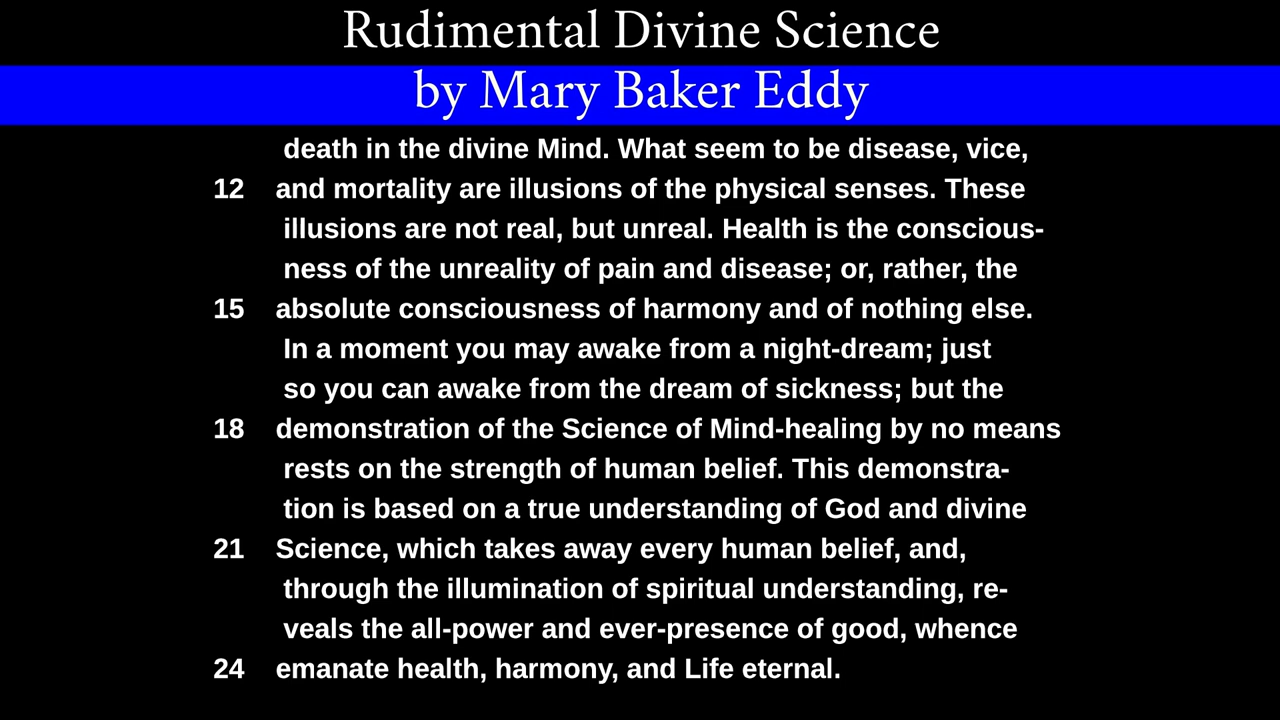 Rudimental Divine Science
by Mary Baker Eddy
death in the divine Mind. What seem to be disease, vice,
12 and mortality are illusions of the physical senses. These
illusions are not real, but unreal. Health is the conscious-
ness of the unreality of pain and disease; or, rather, the
15 absolute consciousness of harmony and of nothing else.
In a moment you may awake from a night-dream; just
so you can awake from the dream of sickness; but the
18 demonstration of the Science of Mind-healing by no means
rests on the strength of human belief. This demonstra-
tion is based on a true understanding of God and divine
21 Science, which takes away every human belief, and,
through the illumination of spiritual understanding, re-
veals the all-power and ever-presence of good, whence
24 emanate health, harmony, and Life eternal.